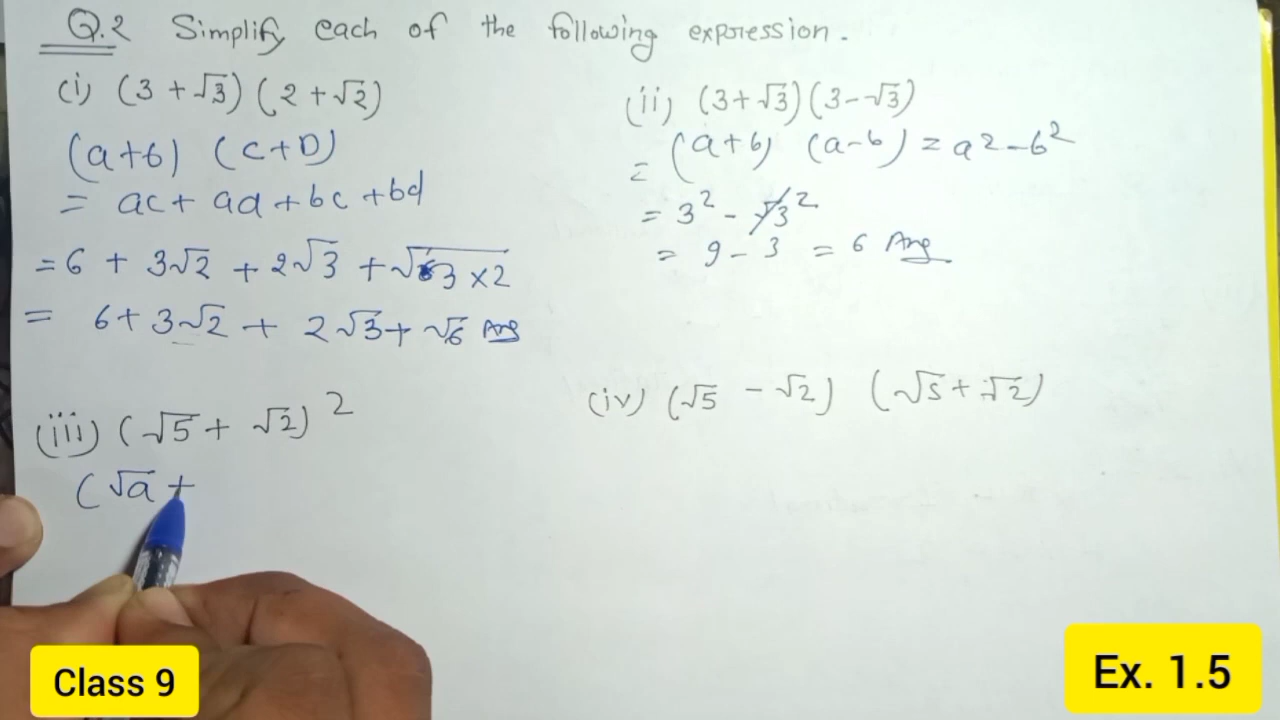 Q.2 Simplify each of the following expression.
(i) (3 + √3) (2 + √2)
(a+b) (c+D)
= ac + ad + bc + bd
= 6 + 3√2 + 2√3 + √3 × 2
= 6 + 3√2 + 2√3 + √6 Ans
(ii) (3 + √3) (3 - √3)
= (a+b) (a-b) = a² - b²
= 3² - √3²
= 9 - 3 = 6 Ans
(iii) (√5 + √2)²
(√a +
(iv) (√5 - √2) (√5 + √2)
Class 9
Ex. 1.5